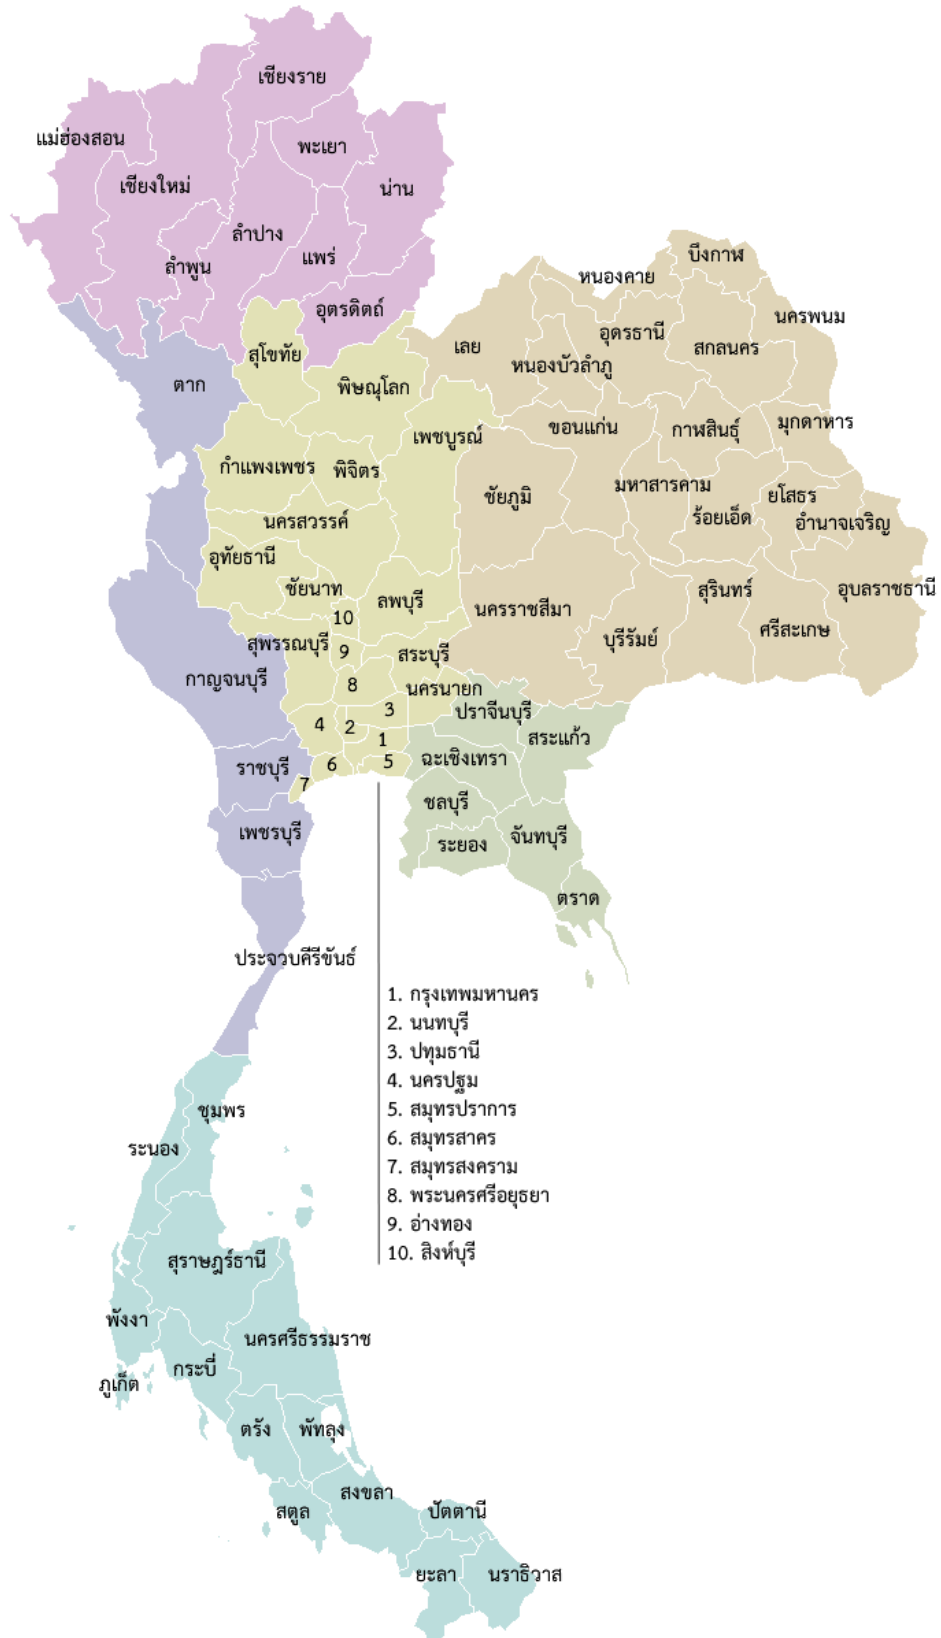 เชียงราย
แม่ฮ่องสอน
พะเยา
เชียงใหม่
น่าน
ลำปาง
แพร่
ลำพูน
อุตรดิตถ์
บึงกาฬ
หนองคาย
นครพนม
อุดรธานี
สกลนคร
เลย
หนองบัวลำภู
สุโขทัย
ตาก
พิษณุโลก
เพชบูรณ์
ขอนแก่น
กาฬสินธุ์
มุกดาหาร
กำแพงเพชร
พิจิตร
ชัยภูมิ
มหาสารคาม
ยโสธร
ร้อยเอ็ด
อำนาจเจริญ
นครสวรรค์
อุทัยธานี
ชัยนาท
ลพบุรี
นครราชสีมา
สุรินทร์
อุบลราชธานี
10
สุพรรณบุรี
9
สระบุรี
บุรีรัมย์
ศรีสะเกษ
กาญจนบุรี
8
นครนายก
ปราจีนบุรี
3
4
2
1
สระแก้ว
ราชบุรี
6
5
ฉะเชิงเทรา
7
ชลบุรี
เพชรบุรี
ระยอง
จันทบุรี
ตราด
ประจวบคีรีขันธ์
1. กรุงเทพมหานคร
2. นนทบุรี
3. ปทุมธานี
4. นครปฐม
5. สมุทรปราการ
6. สมุทรสาคร
7. สมุทรสงคราม
8. พระนครศรีอยุธยา
9. อ่างทอง
10. สิงห์บุรี
ชุมพร
ระนอง
สุราษฎร์ธานี
พังงา
นครศรีธรรมราช
กระบี่
ภูเก็ต
ตรัง
พัทลุง
สงขลา
สตูล
ปัตตานี
ยะลา
นราธิวาส